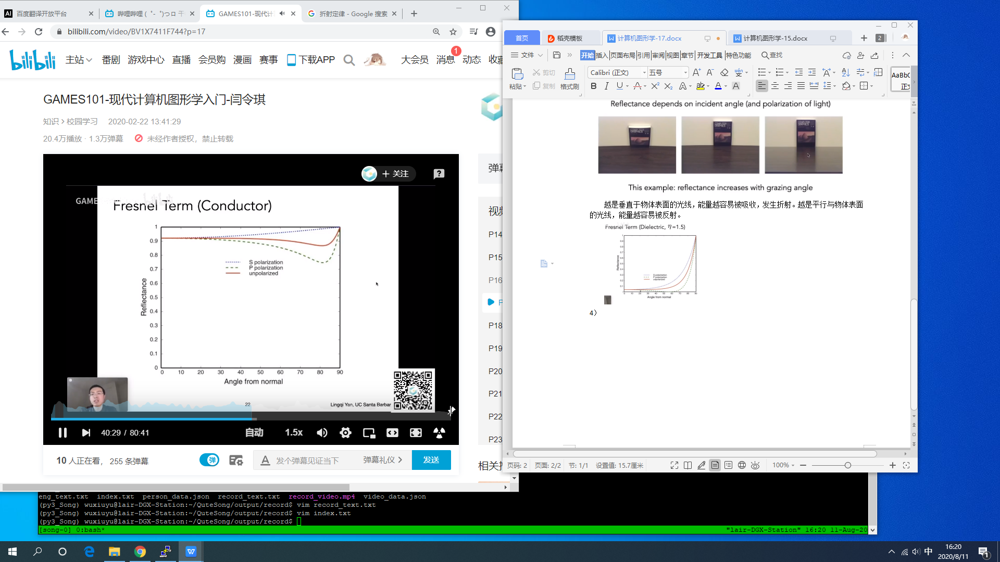 百度翻译开放平台
哔哩哔哩 (゜-゜)つロ 干
GAMES101-现代计
折射定律 - Google 搜索
bilibili.com/video/BV1X7411F744?p=17
bilibili
主站
番剧
游戏中心
直播
会员购
漫画
赛事
下载APP
大会员
消息
1
动态
GAMES101-现代计算机图形学入门-闫令琪
知识 > 校园学习 2020-02-22 13:41:29
20.4万播放 · 1.3万弹幕 未经作者授权，禁止转载
+ 关注
Fresnel Term (Conductor)
1
0.9
0.8
0.7
0.6
0.5
0.4
0.3
0.2
0.1
0
S polarization
P polarization
unpolarized
Reflectance
0 10 20 30 40 50 60 70 80 90
Angle from normal
22
Lingqi Yan, UC Santa Barbar
40:29 / 80:41
自动
1.5x
10 人正在看， 255 条弹幕
弹
发个弹幕见证当下
弹幕礼仪 >
发送
P14
P15
P16
P18
P19
P20
P21
P22
P23
首页
稻壳模板
计算机图形学-17.docx
计算机图形学-15.docx
2
文件
开始 插入 页面布局 引用 审阅 视图 章节 开发工具 特色功能
查找
粘贴
剪切
复制
格式刷
Calibri (正文)
五号
AaBbC
Reflectance depends on incident angle (and polarization of light)
This example: reflectance increases with grazing angle
越是垂直于物体表面的光线，能量越容易被吸收，发生折射。越是平行与物体表面
的光线，能量越容易被反射。
Fresnel Term (Dielectric, η=1.5)
Reflectance
S polarization
P polarization
unpolarized
Angle from normal
4）
页码: 2 页面: 2/2 节: 1/1 设置值: 15.7厘米
100%
eng_text.txt index.txt person_data.json record_text.txt record_video.mp4 video_data.json
(py3_Song) wuxiuyu@lair-DGX-Station:~/QuteSong/output/record$ vim record_text.txt
(py3_Song) wuxiuyu@lair-DGX-Station:~/QuteSong/output/record$ vim index.txt
(py3_Song) wuxiuyu@lair-DGX-Station:~/QuteSong/output/record$
[song-0] 0:bash*
"lair-DGX-Station" 16:20 11-Aug-20
中
16:20
2020/8/11
1